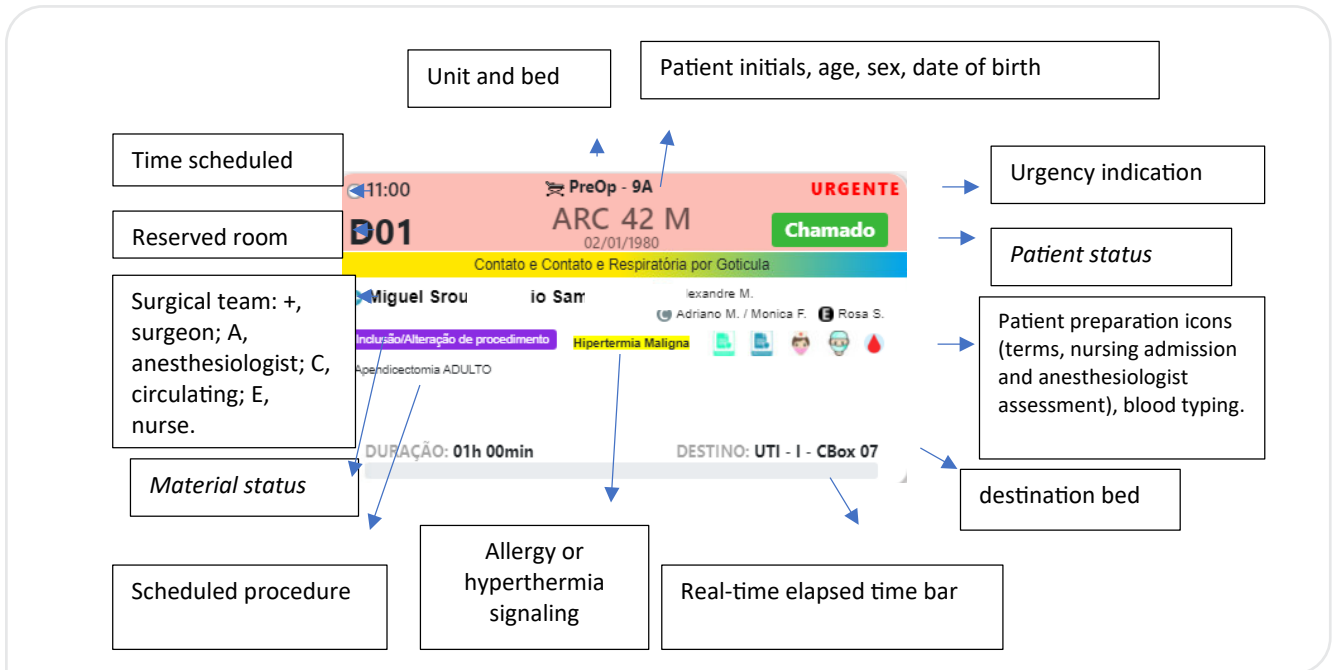 Unit and bed
Patient initials, age, sex, date of birth
Time scheduled
Reserved room
Surgical team: +,
surgeon; A,
anesthesiologist; C,
circulating; E,
nurse.
Material status
Scheduled procedure
11:00
PreOp - 9A
URGENTE
D01
ARC 42 M
Chamado
02/01/1980
Contato e Contato e Respiratória por Goticula
Miguel Srou
io Sam
lexandre M.
C Adriano M. / Monica F.
E Rosa S.
Inclusão/Alteração de procedimento
Hipertermia Maligna
Apendicectomia ADULTO
DURAÇÃO: 01h 00min
DESTINO: UTI - I - CBox 07
Urgency indication
Patient status
Patient preparation icons
(terms, nursing admission
and anesthesiologist
assessment), blood typing.
destination bed
Allergy or
hyperthermia
signaling
Real-time elapsed time bar